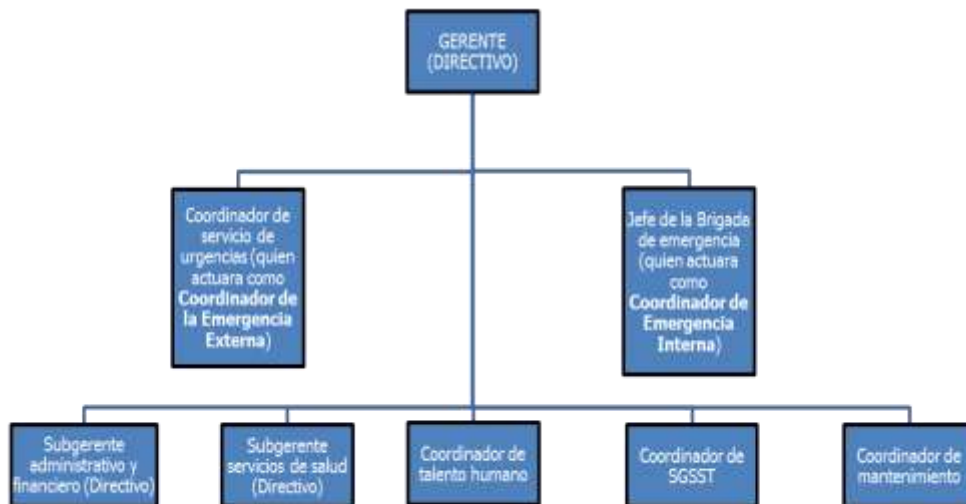 GERENTE
(DIRECTIVO)
Coordinador de
servicio de
urgencias (quien
actuara como
Coordinador de
la Emergencia
Externa)
Jefe de la Brigada
de emergencia
(quien actuara
como
Coordinador de
Emergencia
Interna)
Subgerente
administrativo y
financiero (Directivo)
Subgerente
servicios de salud
(Directivo)
Coordinador de
talento humano
Coordinador de
SGSST
Coordinador de
mantenimiento